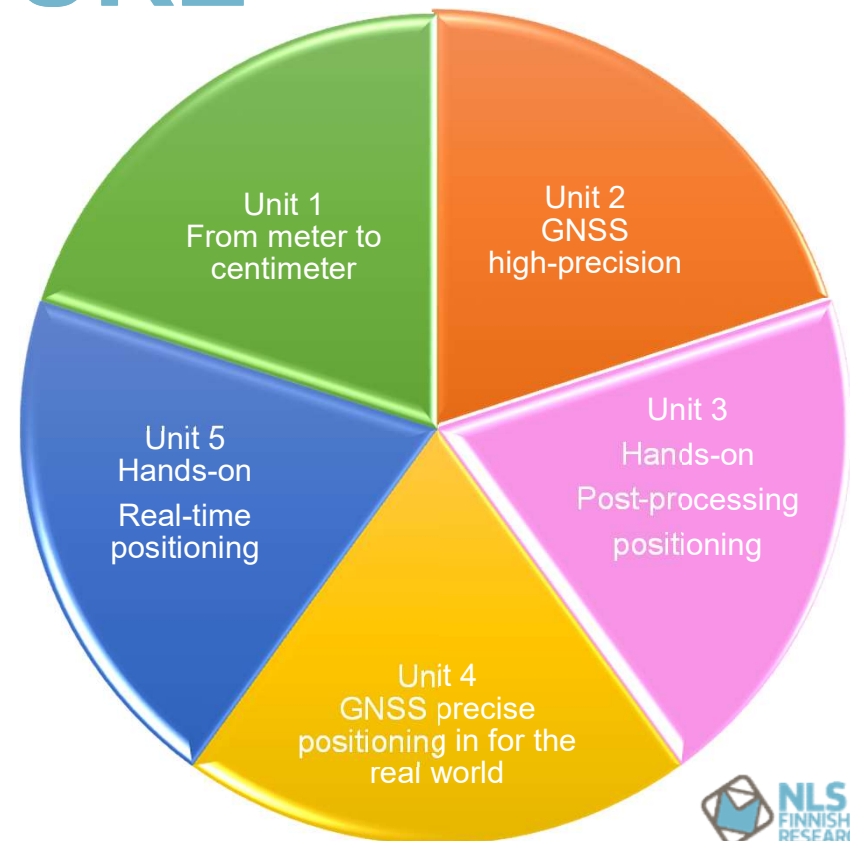 Unit 1
From meter to
centimeter
Unit 2
GNSS
high-precision
Unit 3
Hands-on
Post-processing
positioning
Unit 4
GNSS precise
positioning in for the
real world
Unit 5
Hands-on
Real-time
positioning
NLS
FINNISH